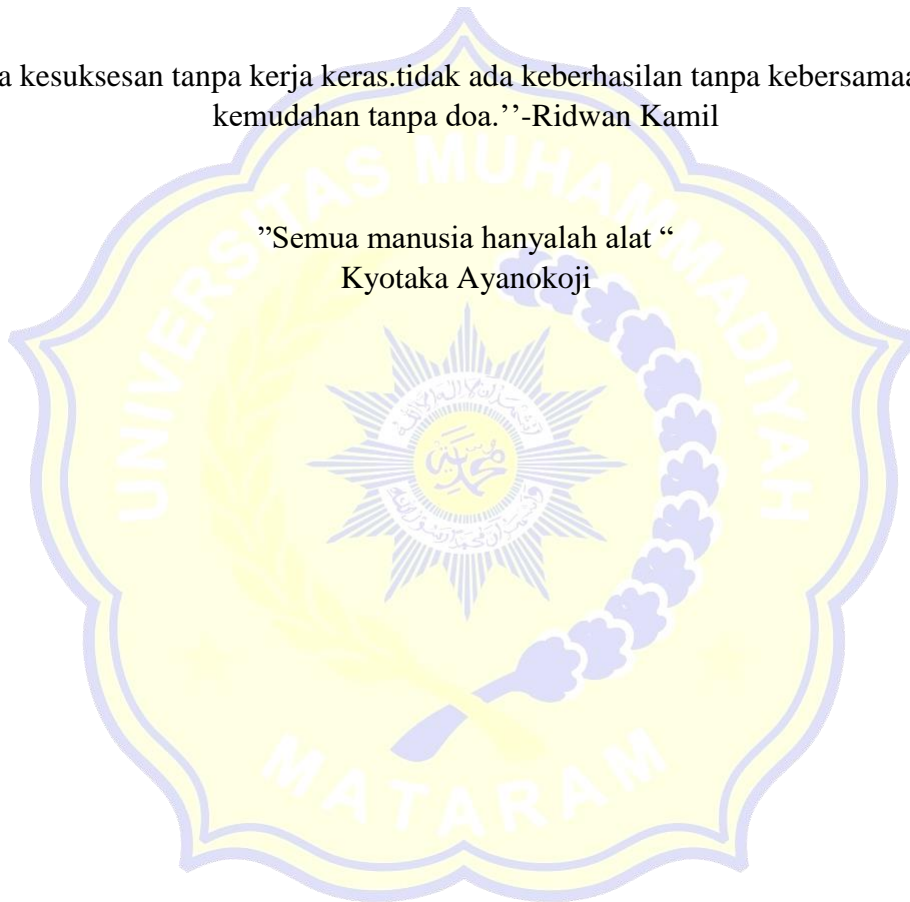 a kesuksesan tanpa kerja keras.tidak ada keberhasilan tanpa kebersamaa
kemudahan tanpa doa.’’-Ridwan Kamil
”Semua manusia hanyalah alat “
Kyotaka Ayanokoji
UNIVERSITAS MUHAMMADIYAH
MATARAM